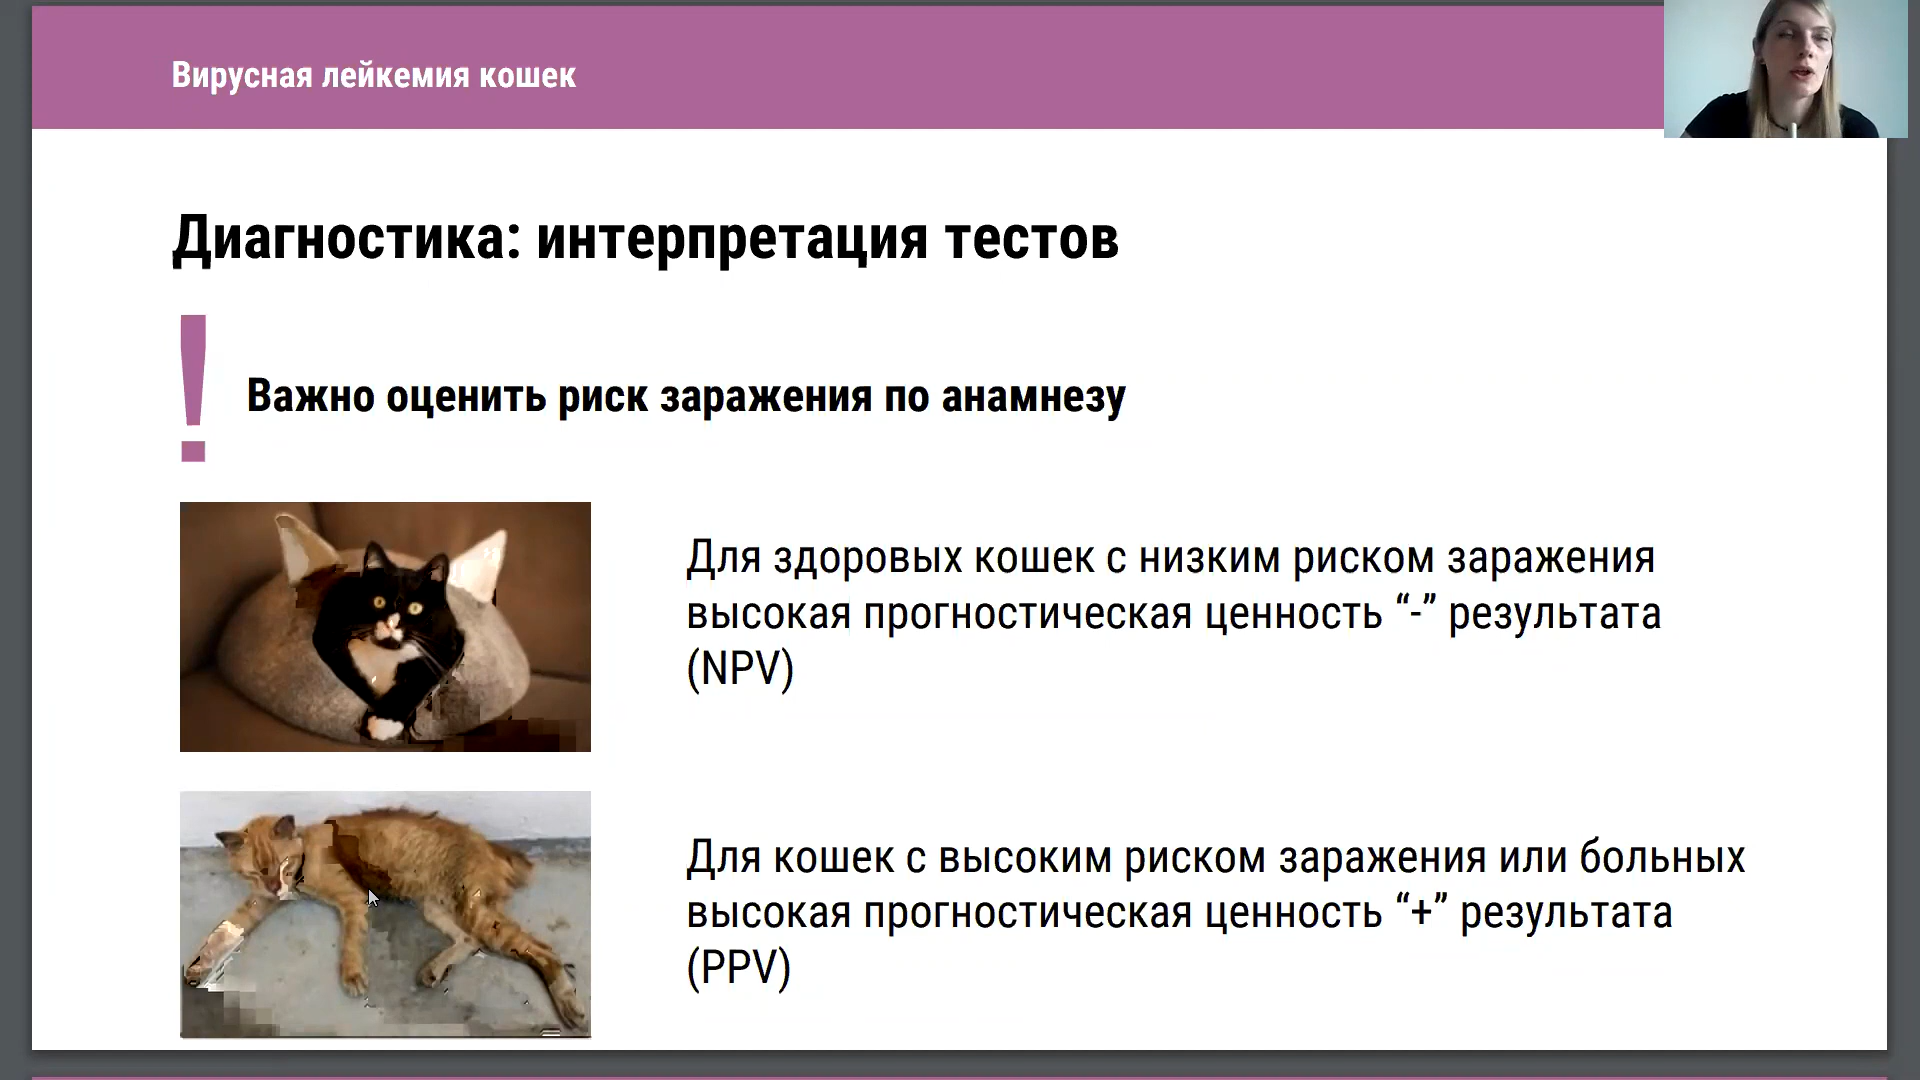 Вирусная лейкемия кошек
Диагностика: интерпретация тестов
!
Важно оценить риск заражения по анамнезу
Для здоровых кошек с низким риском заражения
высокая прогностическая ценность “-” результата
(NPV)
Для кошек с высоким риском заражения или больных
высокая прогностическая ценность “+” результата
(PPV)